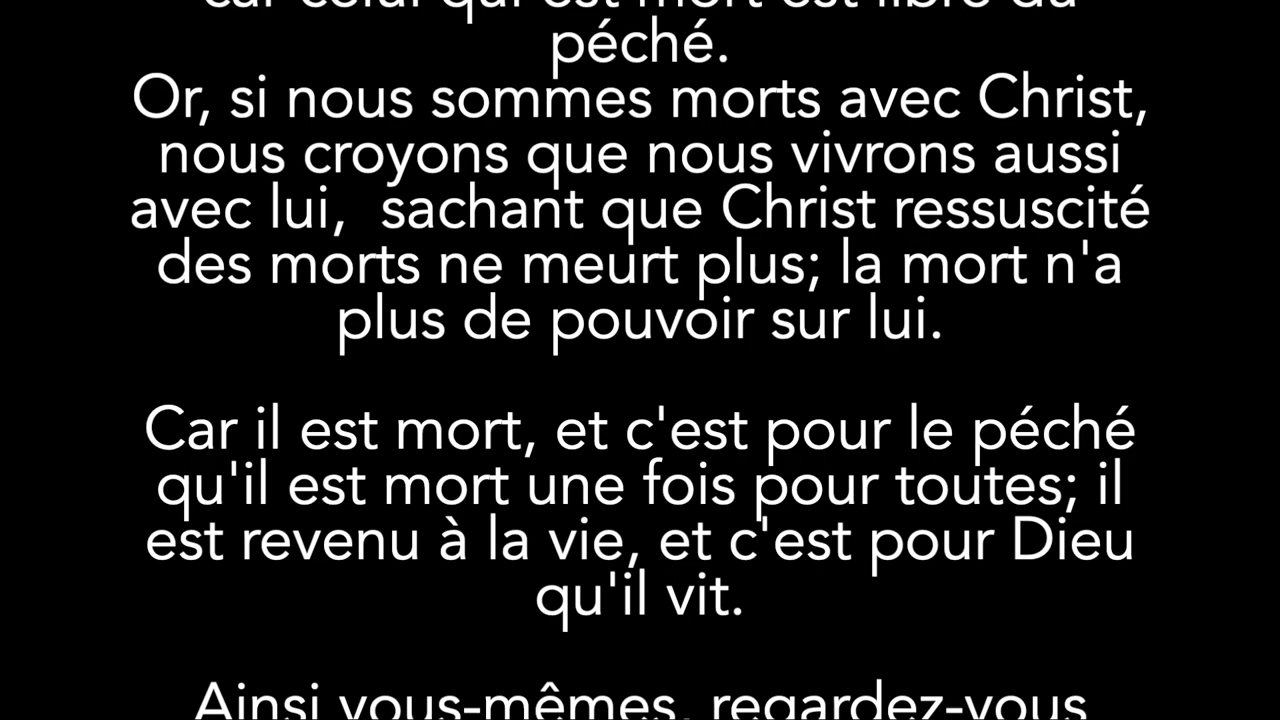 car celui qui est mort est libre du
péché.
Or, si nous sommes morts avec Christ,
nous croyons que nous vivrons aussi
avec lui,  sachant que Christ ressuscité
des morts ne meurt plus; la mort n'a
plus de pouvoir sur lui.
Car il est mort, et c'est pour le péché
qu'il est mort une fois pour toutes; il
est revenu à la vie, et c'est pour Dieu
qu'il vit.
Ainsi vous-mêmes, regardez-vous